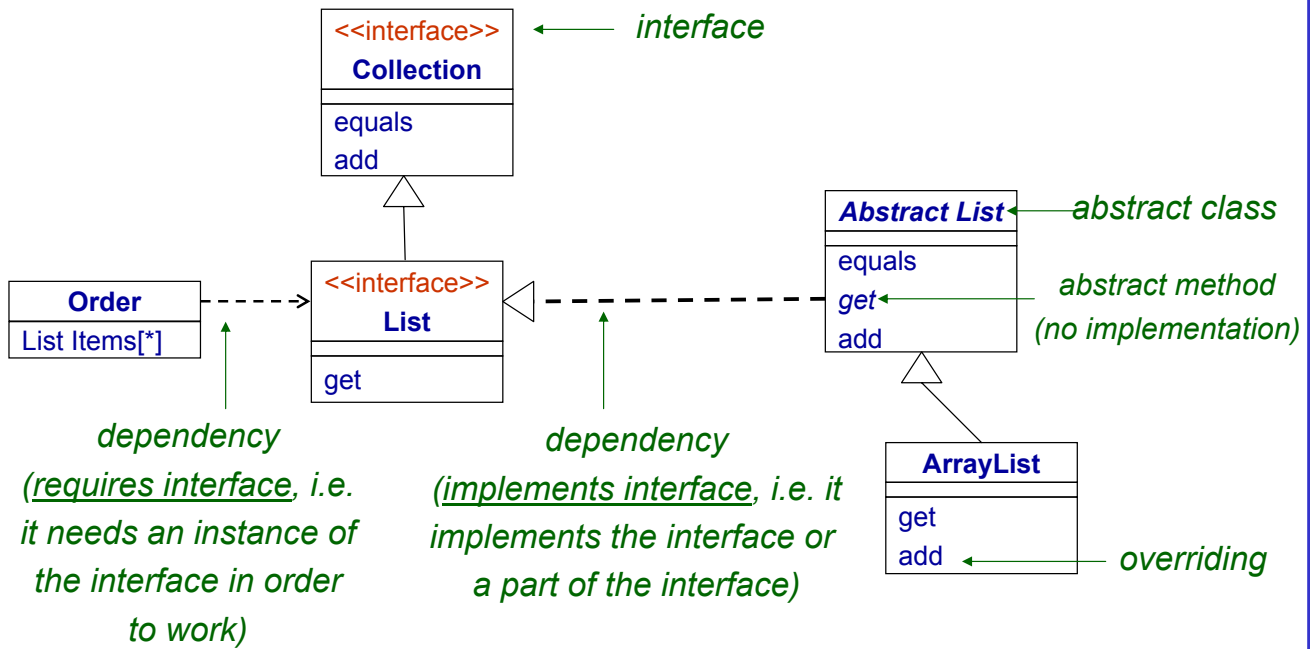 <<interface>>
Collection
equals
add
interface
Abstract List
equals
get
add
abstract class
abstract method
(no implementation)
Order
List Items[*]
<<interface>>
List
get
dependency
(requires interface, i.e.
it needs an instance of
the interface in order
to work)
dependency
(implements interface, i.e. it
implements the interface or
a part of the interface)
ArrayList
get
add
overriding